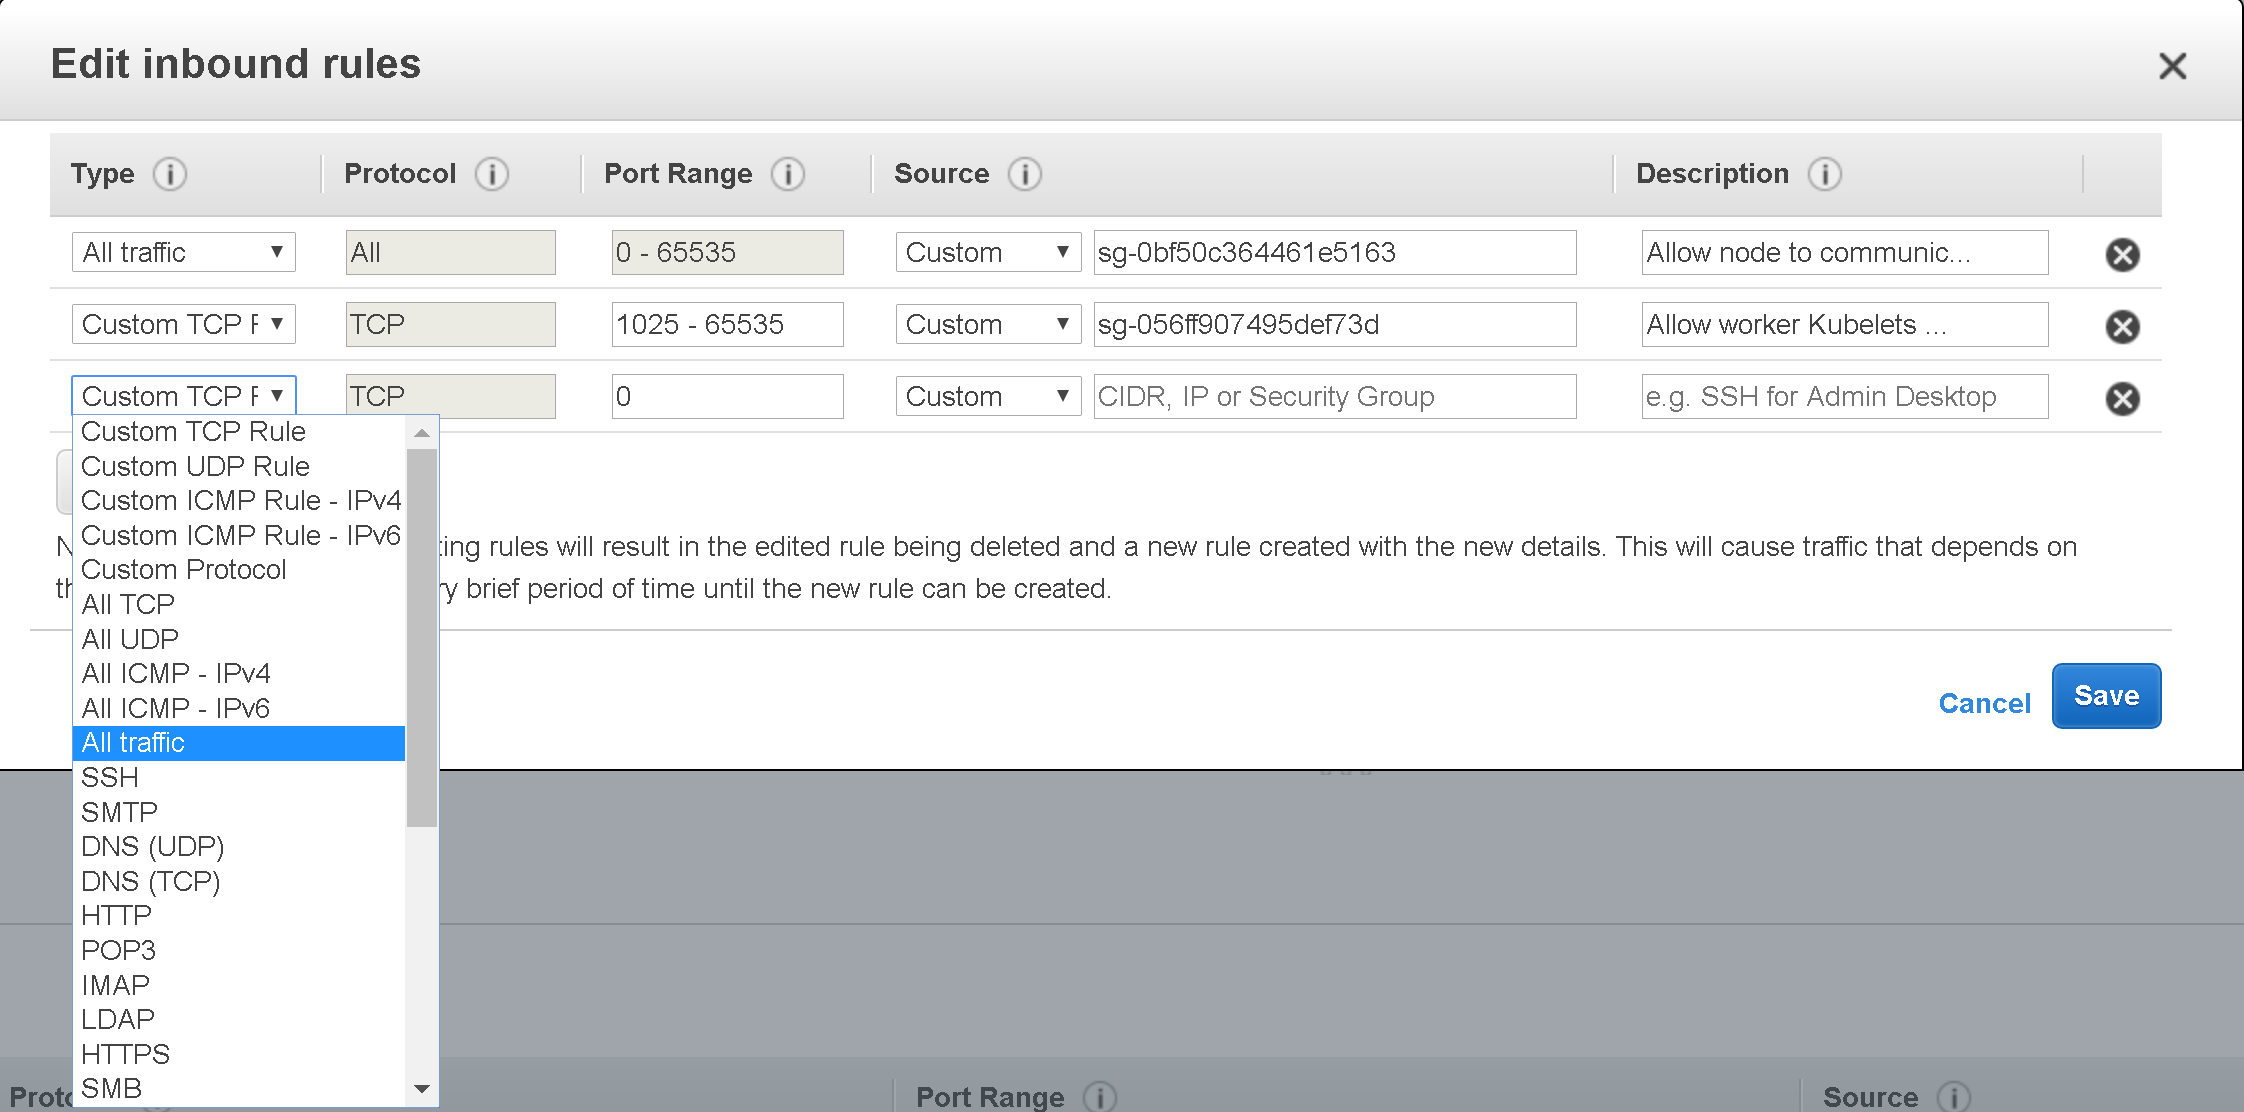 Edit inbound rules
Type Protocol Port Range Source Description
All traffic All 0 - 65535 Custom sg-0bf50c364461e5163 Allow node to communic...
Custom TCP TCP 1025 - 65535 Custom sg-056ff907495def73d Allow worker Kubelets ...
Custom TCP TCP 0 Custom CIDR, IP or Security Group e.g. SSH for Admin Desktop
Custom TCP Rule
Custom UDP Rule
Custom ICMP Rule - IPv4
Custom ICMP Rule - IPv6
Custom Protocol
All TCP
All UDP
All ICMP - IPv4
All ICMP - IPv6
All traffic
SSH
SMTP
DNS (UDP)
DNS (TCP)
HTTP
POP3
IMAP
LDAP
HTTPS
SMB
rules will result in the edited rule being deleted and a new rule created with the new details. This will cause traffic that depends on
brief period of time until the new rule can be created.
Cancel Save
Port Range Source